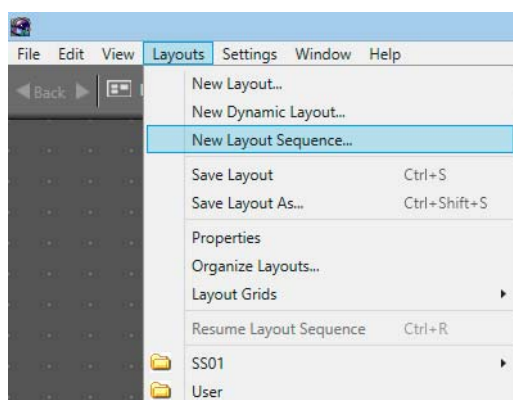 File Edit View Layouts Settings Window Help
Back
New Layout...
New Dynamic Layout...
New Layout Sequence...
Save Layout Ctrl+S
Save Layout As... Ctrl+Shift+S
Properties
Organize Layouts...
Layout Grids
Resume Layout Sequence Ctrl+R
SS01
User